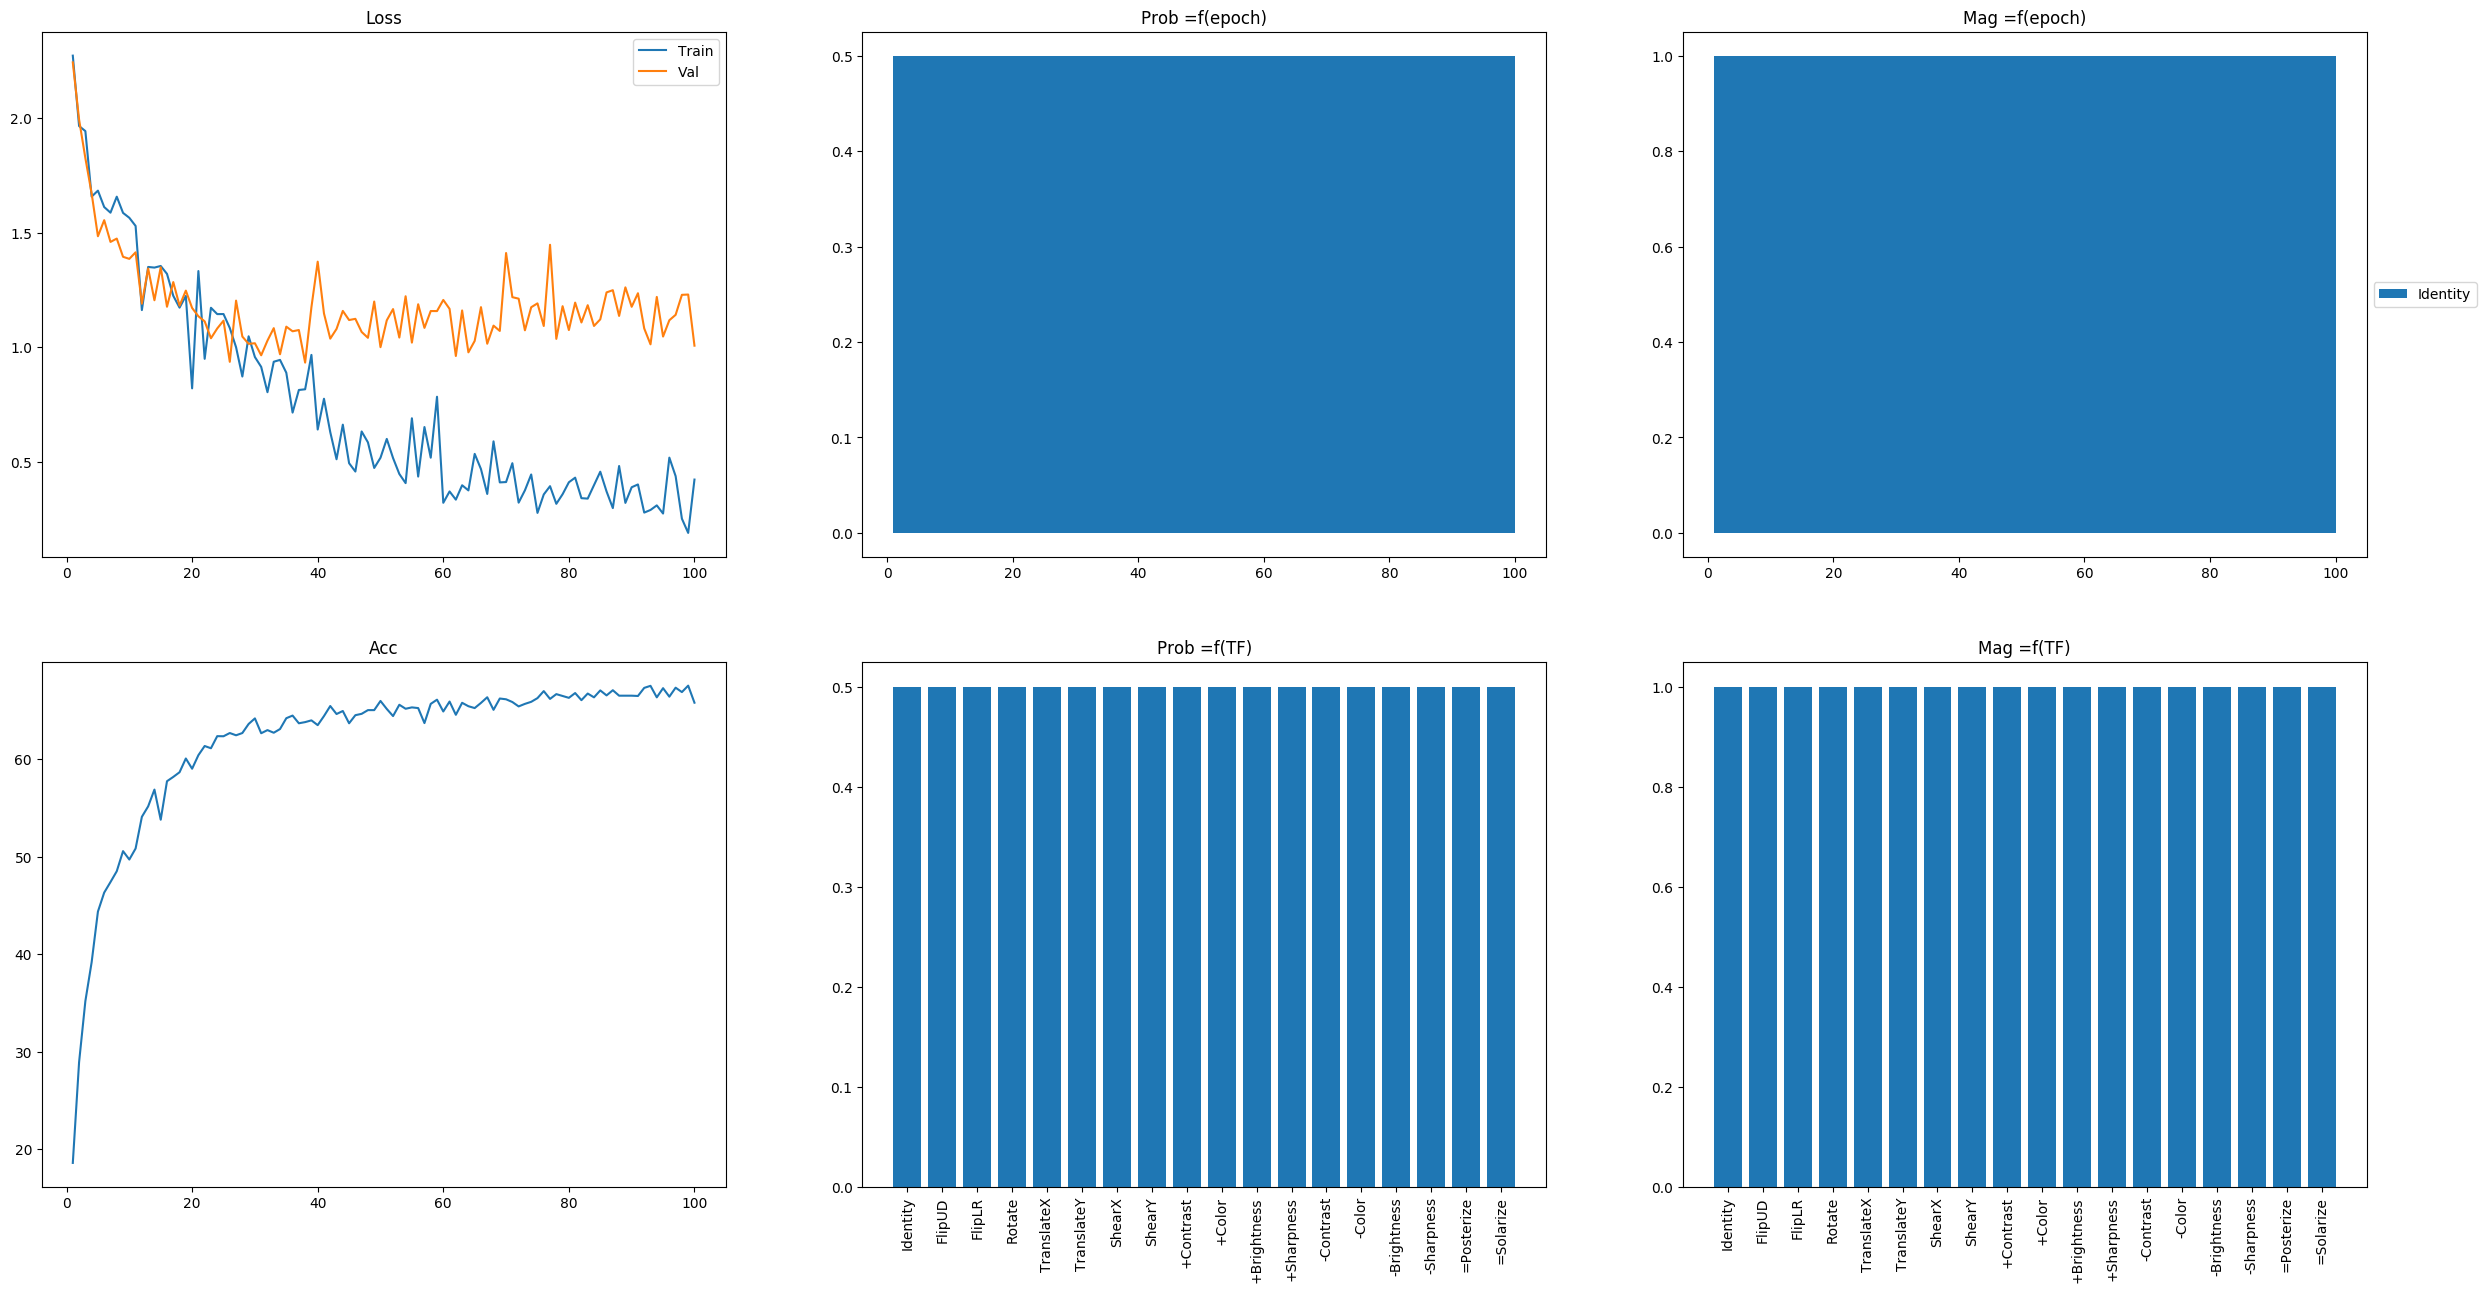 Loss
Train
Val
2.0
1.5
1.0
0.5
0 20 40 60 80 100
Prob =f(epoch)
0.5
0.4
0.3
0.2
0.1
0.0
0 20 40 60 80 100
Mag =f(epoch)
1.0
0.8
0.6
0.4
0.2
0.0
0 20 40 60 80 100
Identity
Acc
60
50
40
30
20
0 20 40 60 80 100
Prob =f(TF)
0.5
0.4
0.3
0.2
0.1
0.0
Identity
FlipUD
FlipLR
Rotate
TranslateX
TranslateY
ShearX
ShearY
+Contrast
+Color
+Brightness
+Sharpness
-Contrast
-Color
-Brightness
-Sharpness
=Posterize
=Solarize
Mag =f(TF)
1.0
0.8
0.6
0.4
0.2
0.0
Identity
FlipUD
FlipLR
Rotate
TranslateX
TranslateY
ShearX
ShearY
+Contrast
+Color
+Brightness
+Sharpness
-Contrast
-Color
-Brightness
-Sharpness
=Posterize
=Solarize